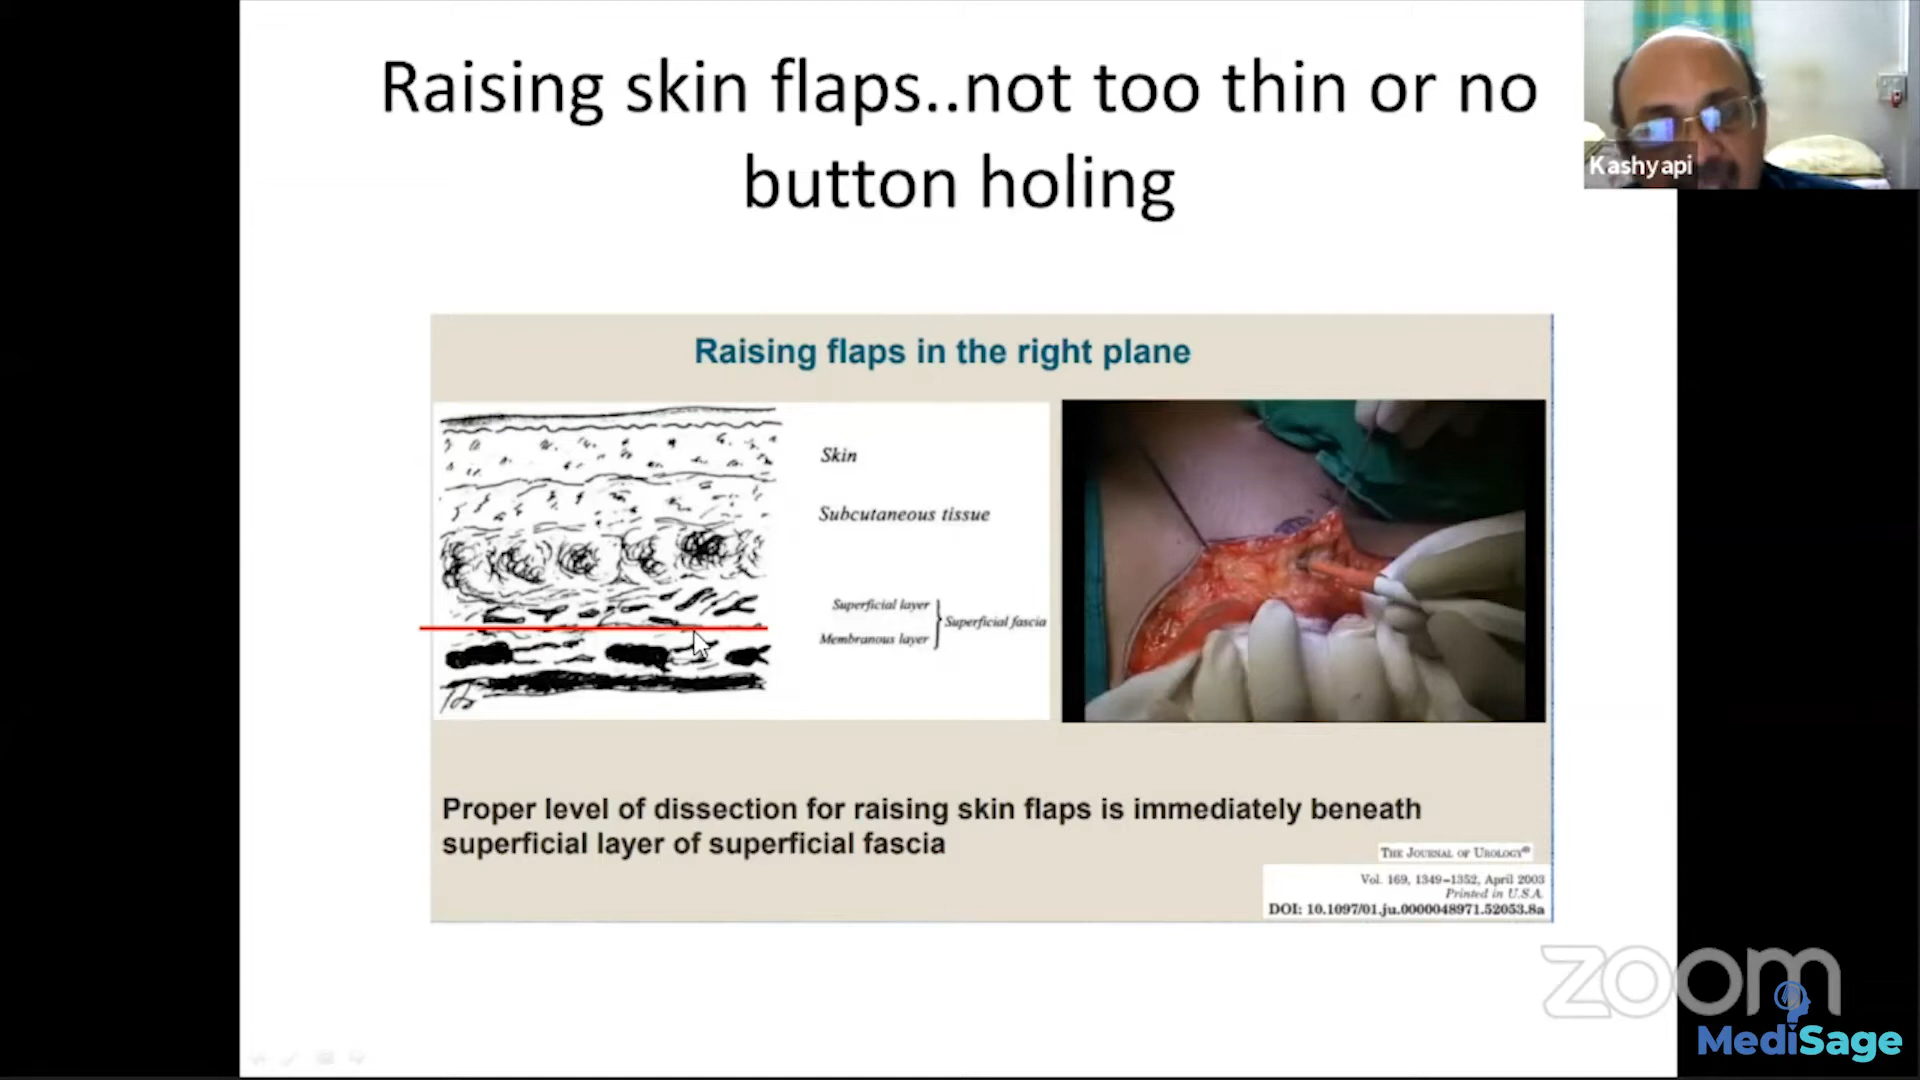 Raising skin flaps..not too thin or no
button holing
Kashyapi
Raising flaps in the right plane
Skin
Subcutaneous tissue
Superficial layer
Membranous layer
Superficial fascia
Proper level of dissection for raising skin flaps is immediately beneath
superficial layer of superficial fascia
THE JOURNAL OF UROLOGY®
Vol. 169, 1349–1352, April 2003
Printed in U.S.A.
DOI: 10.1097/01.ju.0000048971.52053.8a
zoom
MediSage